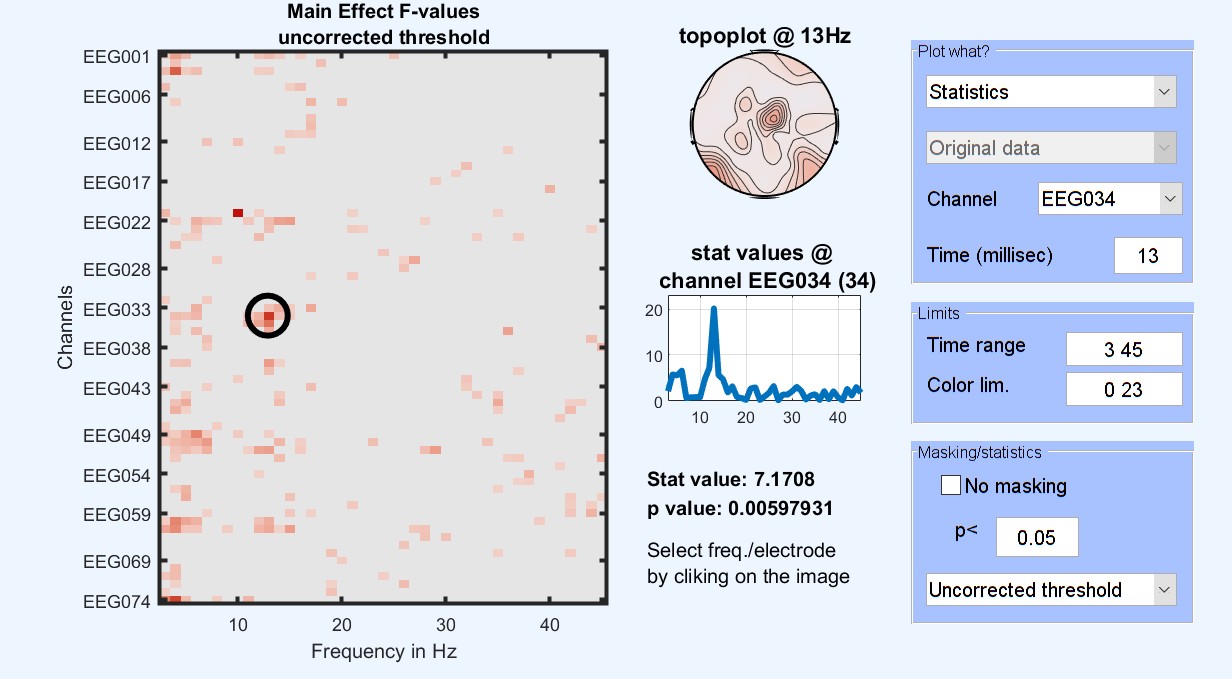 Main Effect F-values
uncorrected threshold
EEG001
EEG006
EEG012
EEG017
EEG022
EEG028
EEG033
EEG038
EEG043
EEG049
EEG054
EEG059
EEG069
EEG074
Channels
10 20 30 40
Frequency in Hz
topoplot @ 13Hz
stat values @
channel EEG034 (34)
20
10
0
10 20 30 40
Stat value: 7.1708
p value: 0.00597931
Select freq./electrode
by cliking on the image
Plot what?
Statistics
Original data
Channel EEG034
Time (millisec) 13
Limits
Time range 3 45
Color lim. 0 23
Masking/statistics
No masking
p< 0.05
Uncorrected threshold